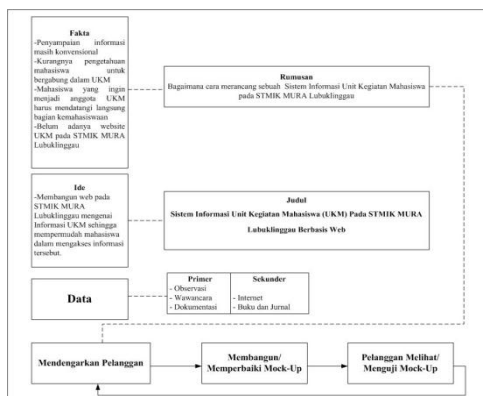 Fakta
-Penyampaian informasi
masih konvensional
-Kurangnya pengetahuan
mahasiswa untuk
bergabung dalam UKM
-Mahasiswa yang ingin
menjadi anggota UKM
harus mendatangi langsung
bagian kemahasiswaan
-Belum adanya website
UKM pada STMIK MURA
Lubuklinggau
Rumusan
Bagaimana cara merancang sebuah Sistem Informasi Unit Kegiatan Mahasiswa
pada STMIK MURA Lubuklinggau
Ide
-Membangun web pada
STMIK MURA
Lubuklinggau mengenai
Informasi UKM sehingga
mempermudah mahasiswa
dalam mengakses informasi
tersebut.
Judul
Sistem Informasi Unit Kegiatan Mahasiswa (UKM) Pada STMIK MURA
Lubuklinggau Berbasis Web
Data
Primer
- Observasi
- Wawancara
- Dokumentasi
Sekunder
- Internet
- Buku dan Jurnal
Mendengarkan Pelanggan
Membangun/
Memperbaiki Mock-Up
Pelanggan Melihat/
Menguji Mock-Up